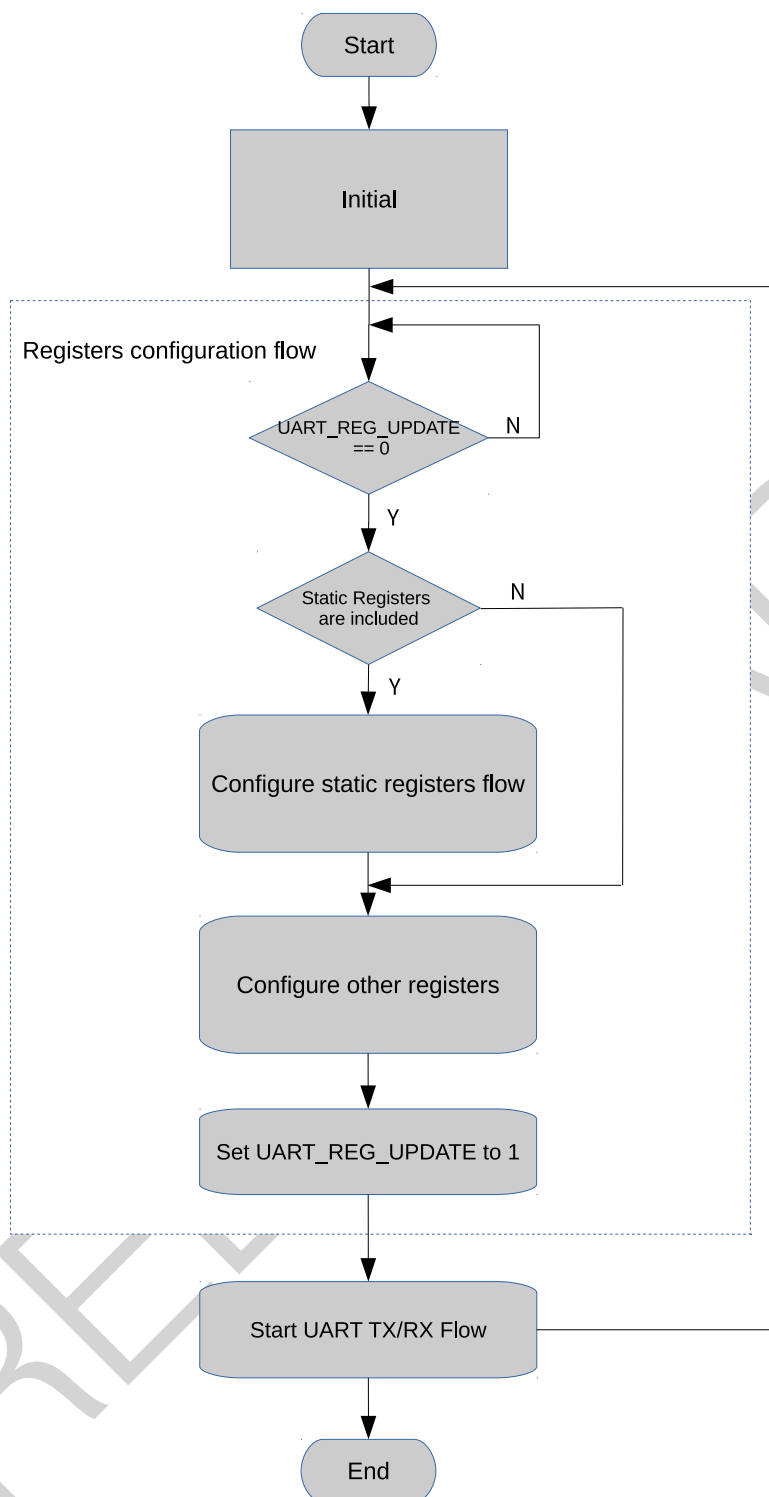 Start
Initial
Registers configuration flow
UART_REG_UPDATE
== 0
N
Y
Static Registers
are included
N
Y
Configure static registers flow
Configure other registers
Set UART_REG_UPDATE to 1
Start UART TX/RX Flow
End